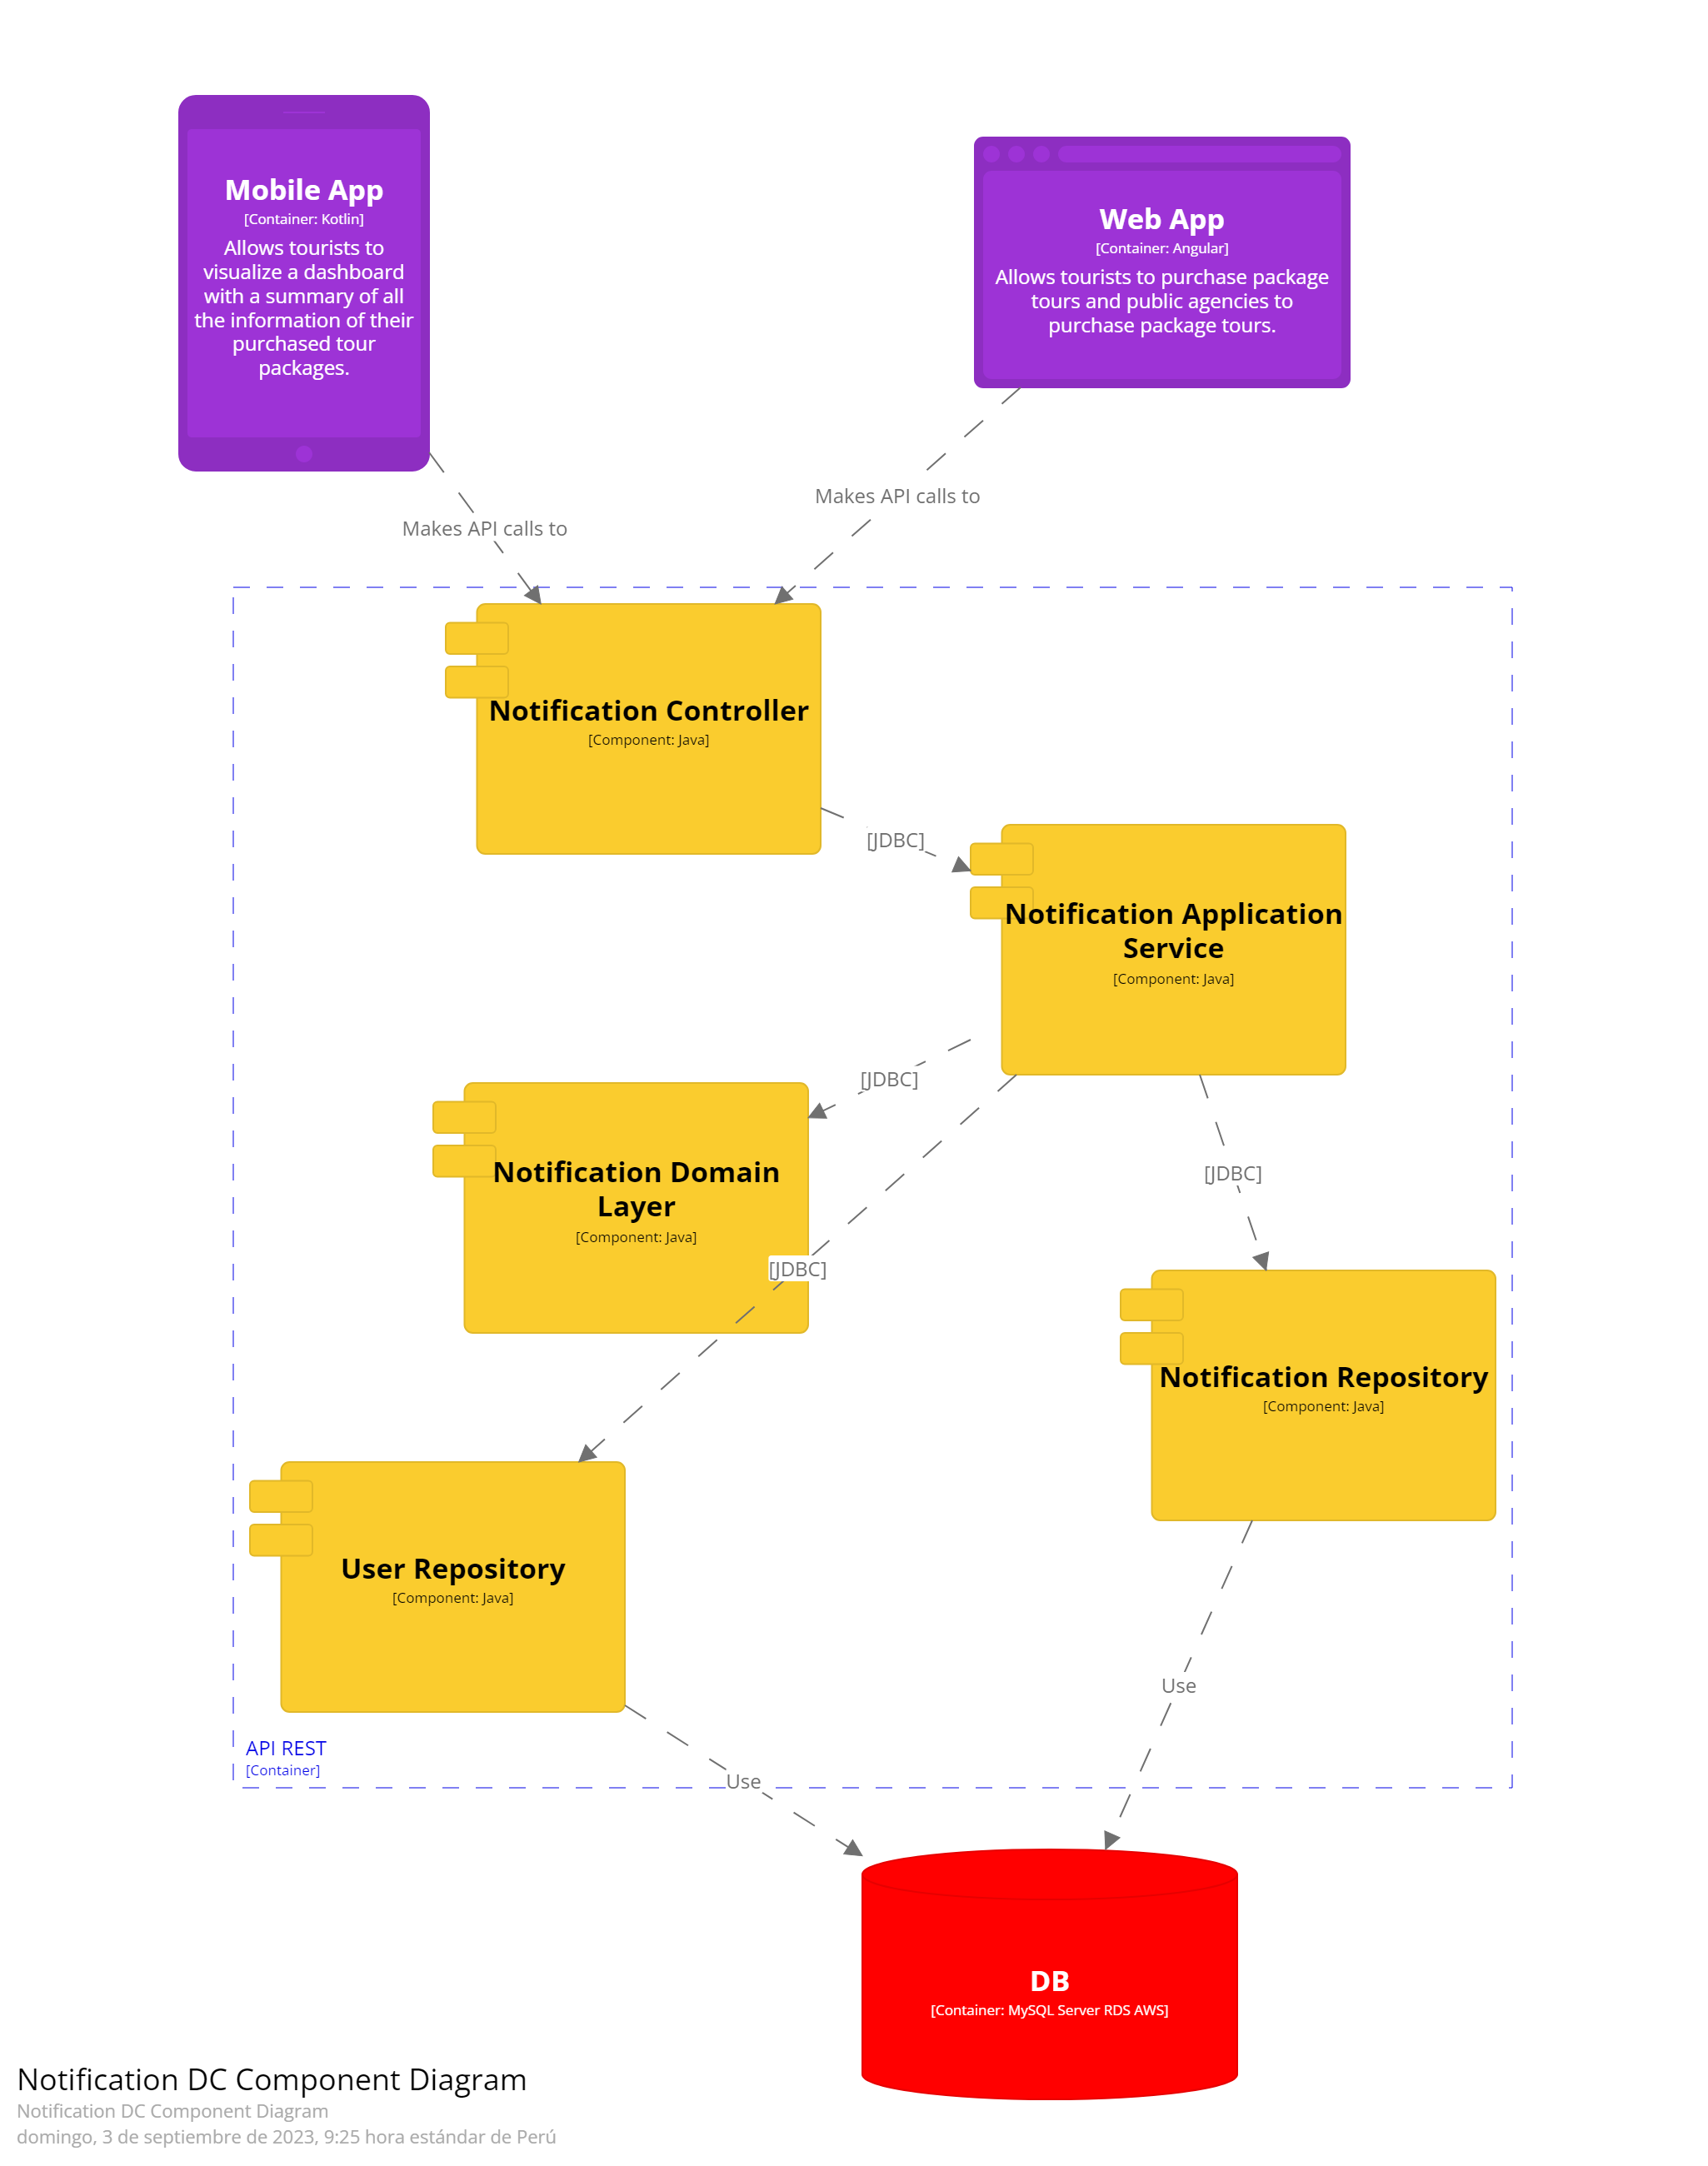 Mobile App
[Container: Kotlin]
Allows tourists to
visualize a dashboard
with a summary of all
the information of their
purchased tour
packages.
Web App
[Container: Angular]
Allows tourists to purchase package
tours and public agencies to
purchase package tours.
Makes API calls to
Makes API calls to
Notification Controller
[Component: Java]
[JDBC]
Notification Application
Service
[Component: Java]
[JDBC]
Notification Domain
Layer
[Component: Java]
[JDBC]
[JDBC]
Notification Repository
[Component: Java]
User Repository
[Component: Java]
Use
API REST
[Container]
Use
DB
[Container: MySQL Server RDS AWS]
Notification DC Component Diagram
Notification DC Component Diagram
domingo, 3 de septiembre de 2023, 9:25 hora estándar de Perú